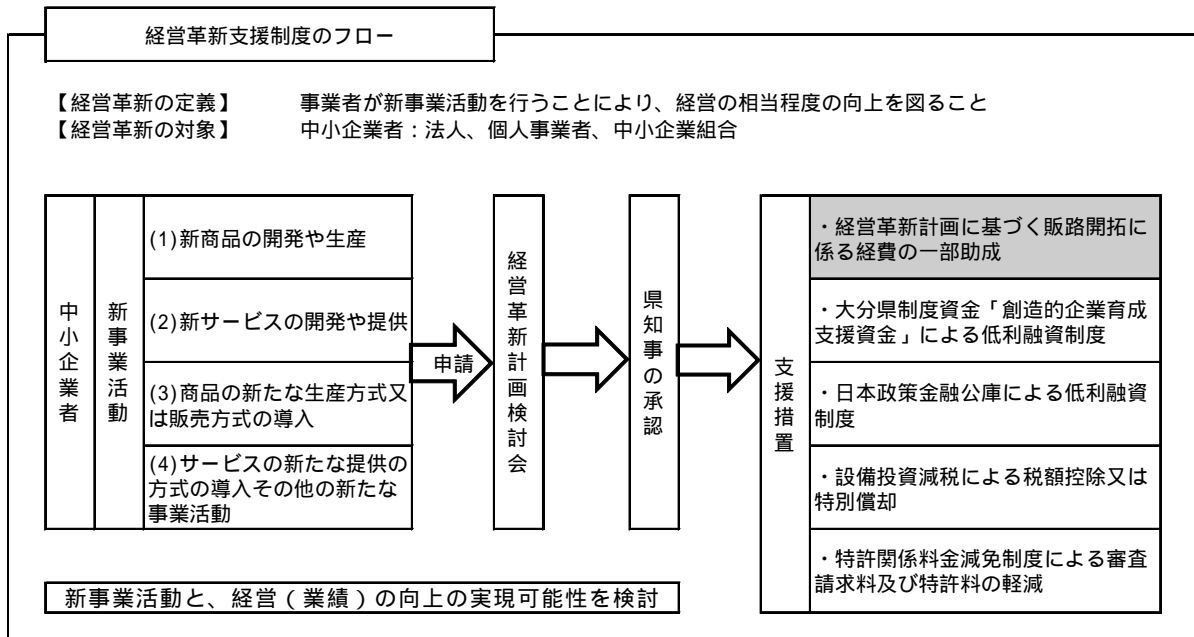 経営革新支援制度のフロー
【経営革新の定義】 事業者が新事業活動を行うことにより、経営の相当程度の向上を図ること
【経営革新の対象】 中小企業者：法人、個人事業者、中小企業組合
中小企業者
新事業活動
(1)新商品の開発や生産
(2)新サービスの開発や提供
(3)商品の新たな生産方式又
は販売方式の導入
(4)サービスの新たな提供の
方式の導入その他の新たな
事業活動
申請
経営革新計画検討会
県知事の承認
支援措置
・経営革新計画に基づく販路開拓に
係る経費の一部助成
・大分県制度資金「創造的企業育成
支援資金」による低利融資制度
・日本政策金融公庫による低利融資
制度
・設備投資減税による税額控除又は
特別償却
・特許関係料金減免制度による審査
請求料及び特許料の軽減
新事業活動と、経営（業績）の向上の実現可能性を検討